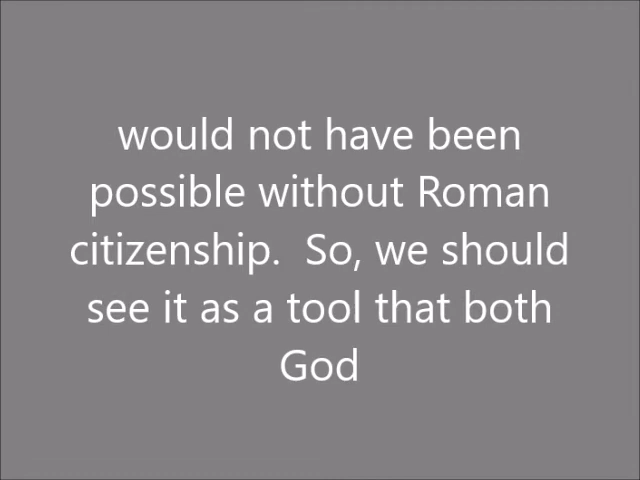 would not have been
possible without Roman
citizenship.  So, we should
see it as a tool that both
God